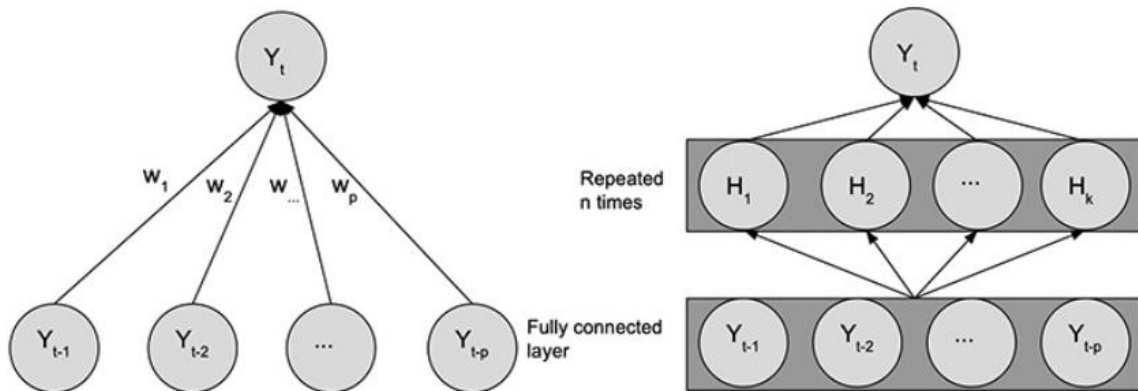 Y_t
w_1
w_2
w_...
w_p
Y_t-1
Y_t-2
...
Y_t-p
Fully connected
layer
Y_t
Repeated
n times
H_1
H_2
...
H_k
Y_t-1
Y_t-2
...
Y_t-p